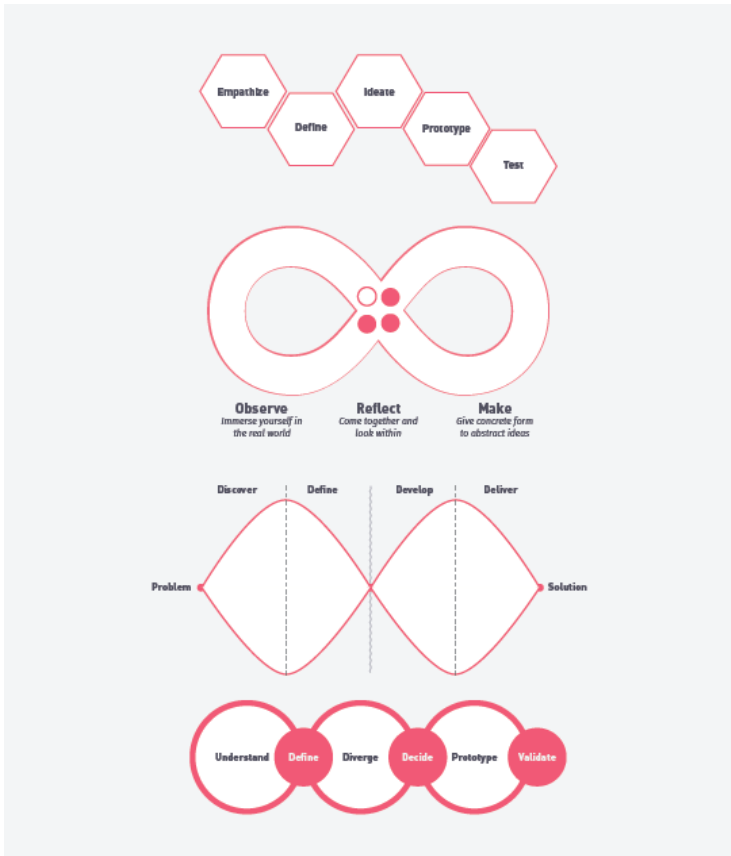 Empathize
Define
Ideate
Prototype
Test
Observe
Immerse yourself in
the real world
Reflect
Come together and
look within
Make
Give concrete form
to abstract ideas
Discover
Define
Develop
Deliver
Problem
Solution
Understand
Define
Diverge
Decide
Prototype
Validate